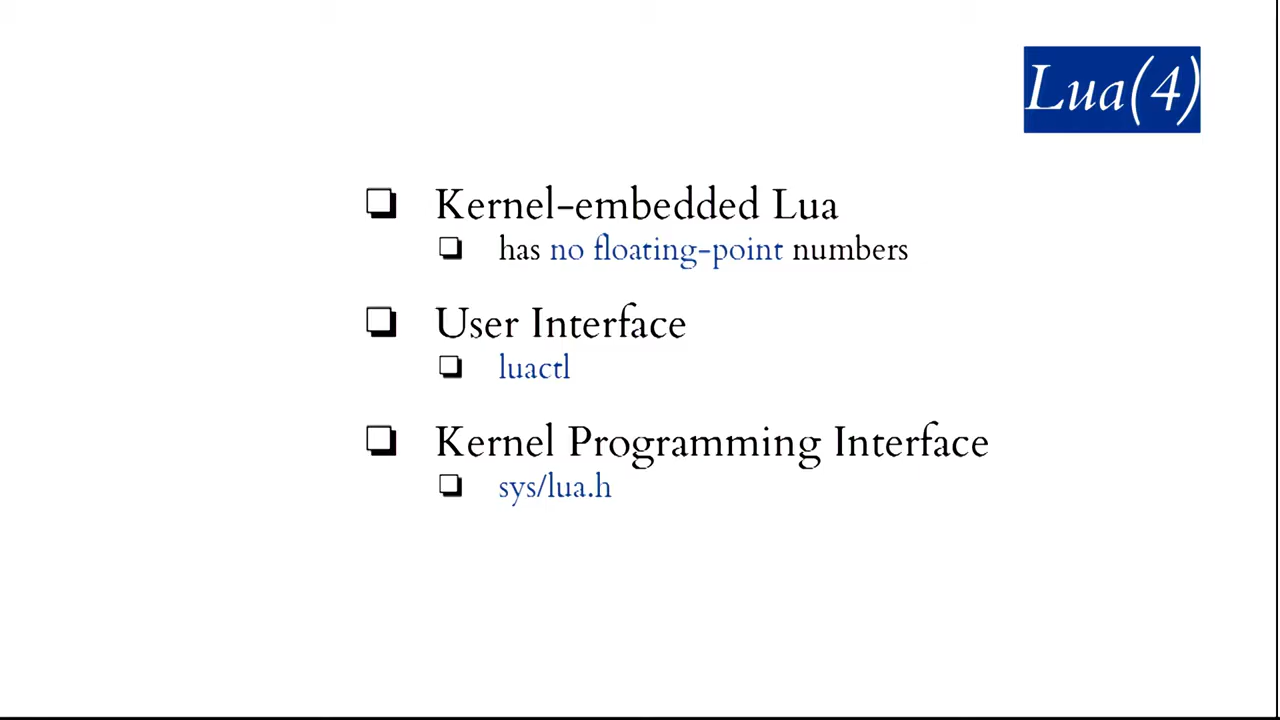 Lua(4)
Kernel-embedded Lua
has no floating-point numbers
User Interface
luactl
Kernel Programming Interface
sys/lua.h